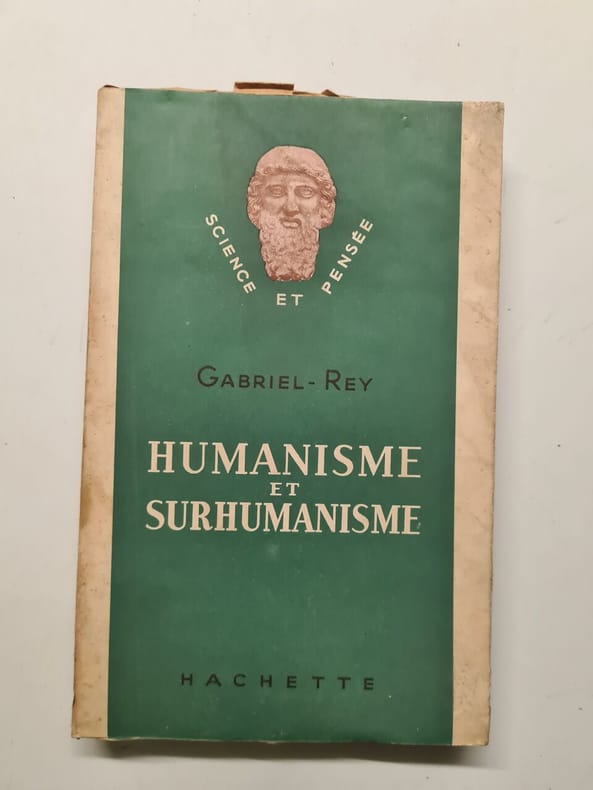 SCIENCE ET PENSÉE
GABRIEL-REY
HUMANISME
ET
SURHUMANISME
HACHETTE